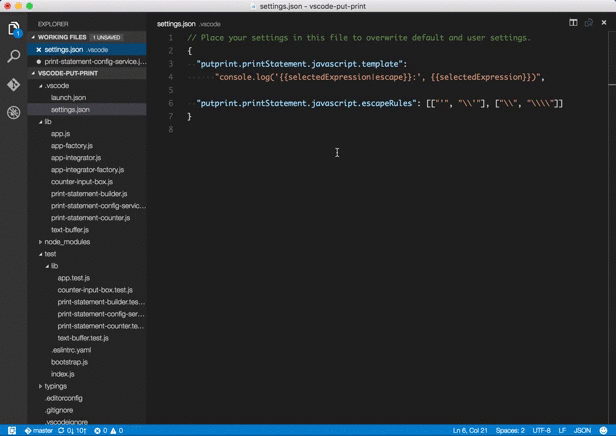 settings.json - vscode-put-print
EXPLORER
WORKING FILES 1 UNSAVED
settings.json .vscode
print-statement-config-service.j...
VSCODE-PUT-PRINT
.vscode
launch.json
settings.json
lib
app.js
app-factory.js
app-integrator.js
app-integrator-factory.js
counter-input-box.js
print-statement-builder.js
print-statement-config-servic...
print-statement-counter.js
text-buffer.js
node_modules
test
lib
app.test.js
counter-input-box.test.js
print-statement-builder.tes...
print-statement-config-ser...
print-statement-counter.te...
text-buffer.test.js
.eslintrc.yaml
bootstrap.js
index.js
typings
.editorconfig
.gitignore
.vscodeignore
settings.json .vscode
1 // Place your settings in this file to overwrite default and user settings.
2 {
3 "putprint.printStatement.javascript.template":
4 "console.log('{{selectedExpression|escape}}:', {{selectedExpression}})",
5
6 "putprint.printStatement.javascript.escapeRules": [["'", "\\'"], ["\\", "\\\\"]]
7 }
8
1
master 0↓ 10↑ 0 0 Ln 6, Col 21 Spaces: 2 UTF-8 LF JSON